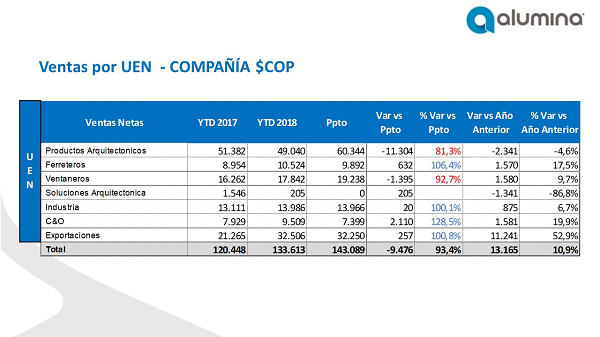 alumina
Ventas por UEN - COMPAÑÍA $COP
UEN
Ventas Netas YTD 2017 YTD 2018 Ppto Var vs Ppto % Var vs Ppto Var vs Año Anterior % Var vs Año Anterior
Productos Arquitectonicos 51.382 49.040 60.344 -11.304 81,3% -2.341 -4,6%
Ferreteros 8.954 10.524 9.892 632 106,4% 1.570 17,5%
Ventaneros 16.262 17.842 19.238 -1.395 92,7% 1.580 9,7%
Soluciones Arquitectonica 1.546 205 0 205 -1.341 -86,8%
Industria 13.111 13.986 13.966 20 100,1% 875 6,7%
C&O 7.929 9.509 7.399 2.110 128,5% 1.581 19,9%
Exportaciones 21.265 32.506 32.250 257 100,8% 11.241 52,9%
Total 120.448 133.613 143.089 -9.476 93,4% 13.165 10,9%